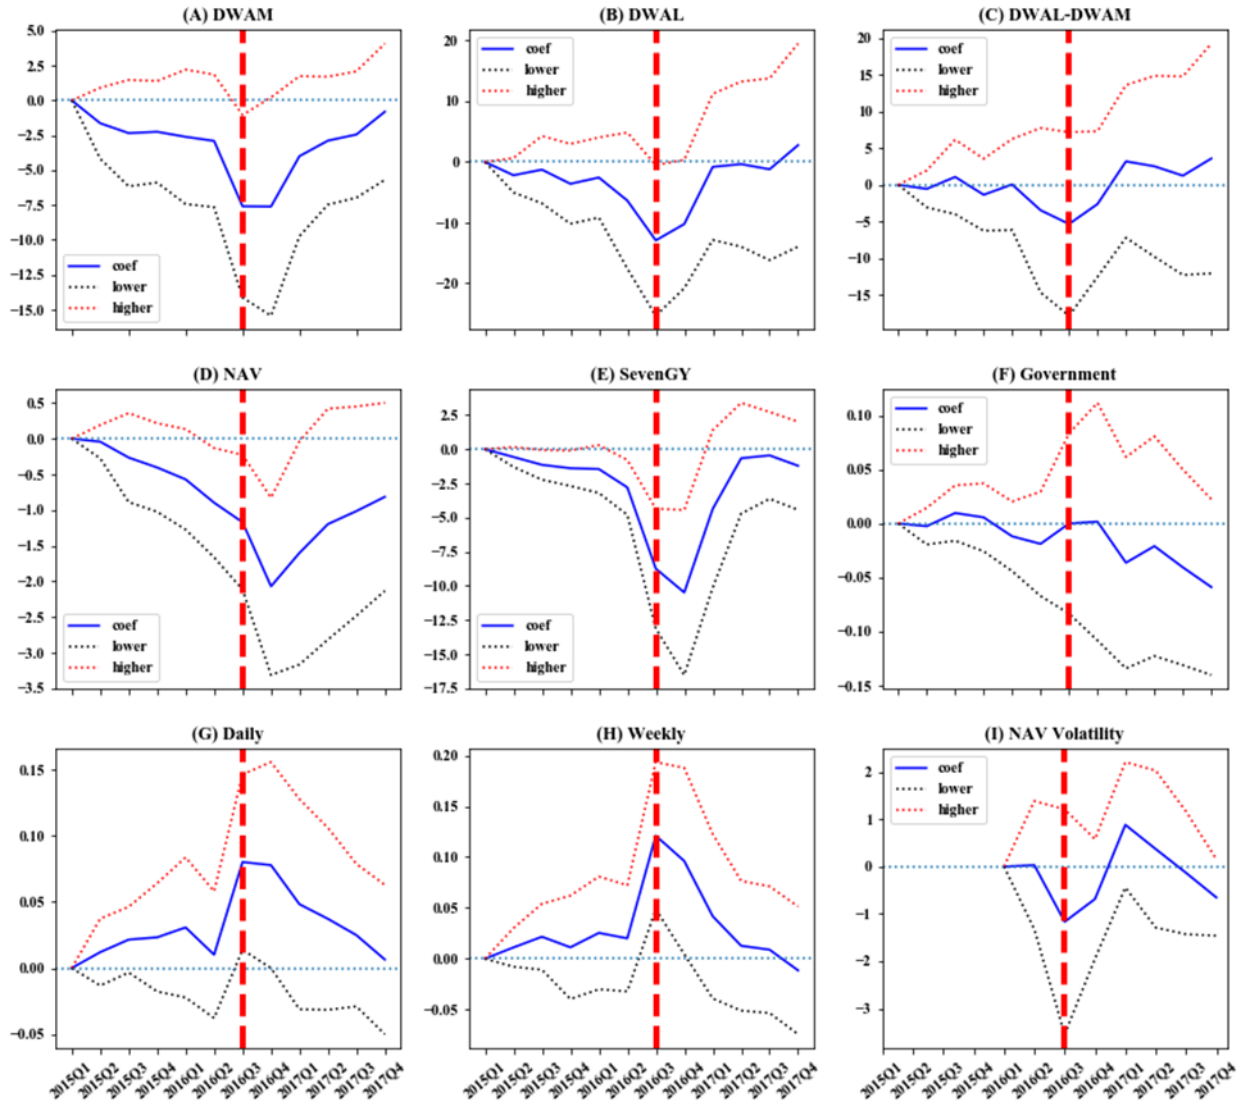 (A) DWAM
(B) DWAL
(C) DWAL-DWAM
5.0
2.5
0.0
−2.5
−5.0
−7.5
−10.0
−12.5
−15.0
coef
lower
higher
20
10
0
−10
−20
coef
lower
higher
20
15
10
5
0
−5
−10
−15
coef
lower
higher
(D) NAV
(E) SevenGY
(F) Government
0.5
0.0
−0.5
−1.0
−1.5
−2.0
−2.5
−3.0
−3.5
coef
lower
higher
2.5
0.0
−2.5
−5.0
−7.5
−10.0
−12.5
−15.0
−17.5
coef
lower
higher
0.10
0.05
0.00
−0.05
−0.10
−0.15
coef
lower
higher
(G) Daily
(H) Weekly
(I) NAV Volatility
0.15
0.10
0.05
0.00
−0.05
2015Q1
2015Q2
2015Q3
2015Q4
2016Q1
2016Q2
2016Q3
2016Q4
2017Q1
2017Q2
2017Q3
2017Q4
0.20
0.15
0.10
0.05
0.00
−0.05
2015Q1
2015Q2
2015Q3
2015Q4
2016Q1
2016Q2
2016Q3
2016Q4
2017Q1
2017Q2
2017Q3
2017Q4
2
1
0
−1
−2
−3
coef
lower
higher
2015Q1
2015Q2
2015Q3
2015Q4
2016Q1
2016Q2
2016Q3
2016Q4
2017Q1
2017Q2
2017Q3
2017Q4